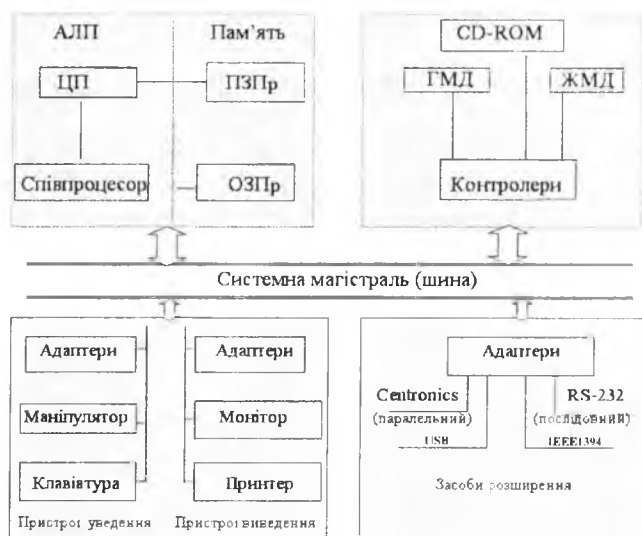 АЛП
Пам'ять
ЦП
ПЗПр
Співпроцесор
ОЗПр
CD-ROM
ГМД
ЖМД
Контролери
Системна магістраль (шина)
Адаптери
Маніпулятор
Клавіатура
Пристрої уведення
Адаптери
Монітор
Принтер
Пристрої виведення
Адаптери
Centronics
(паралельний)
USB
RS-232
(послідовний)
IEEE1394
Засоби розширення